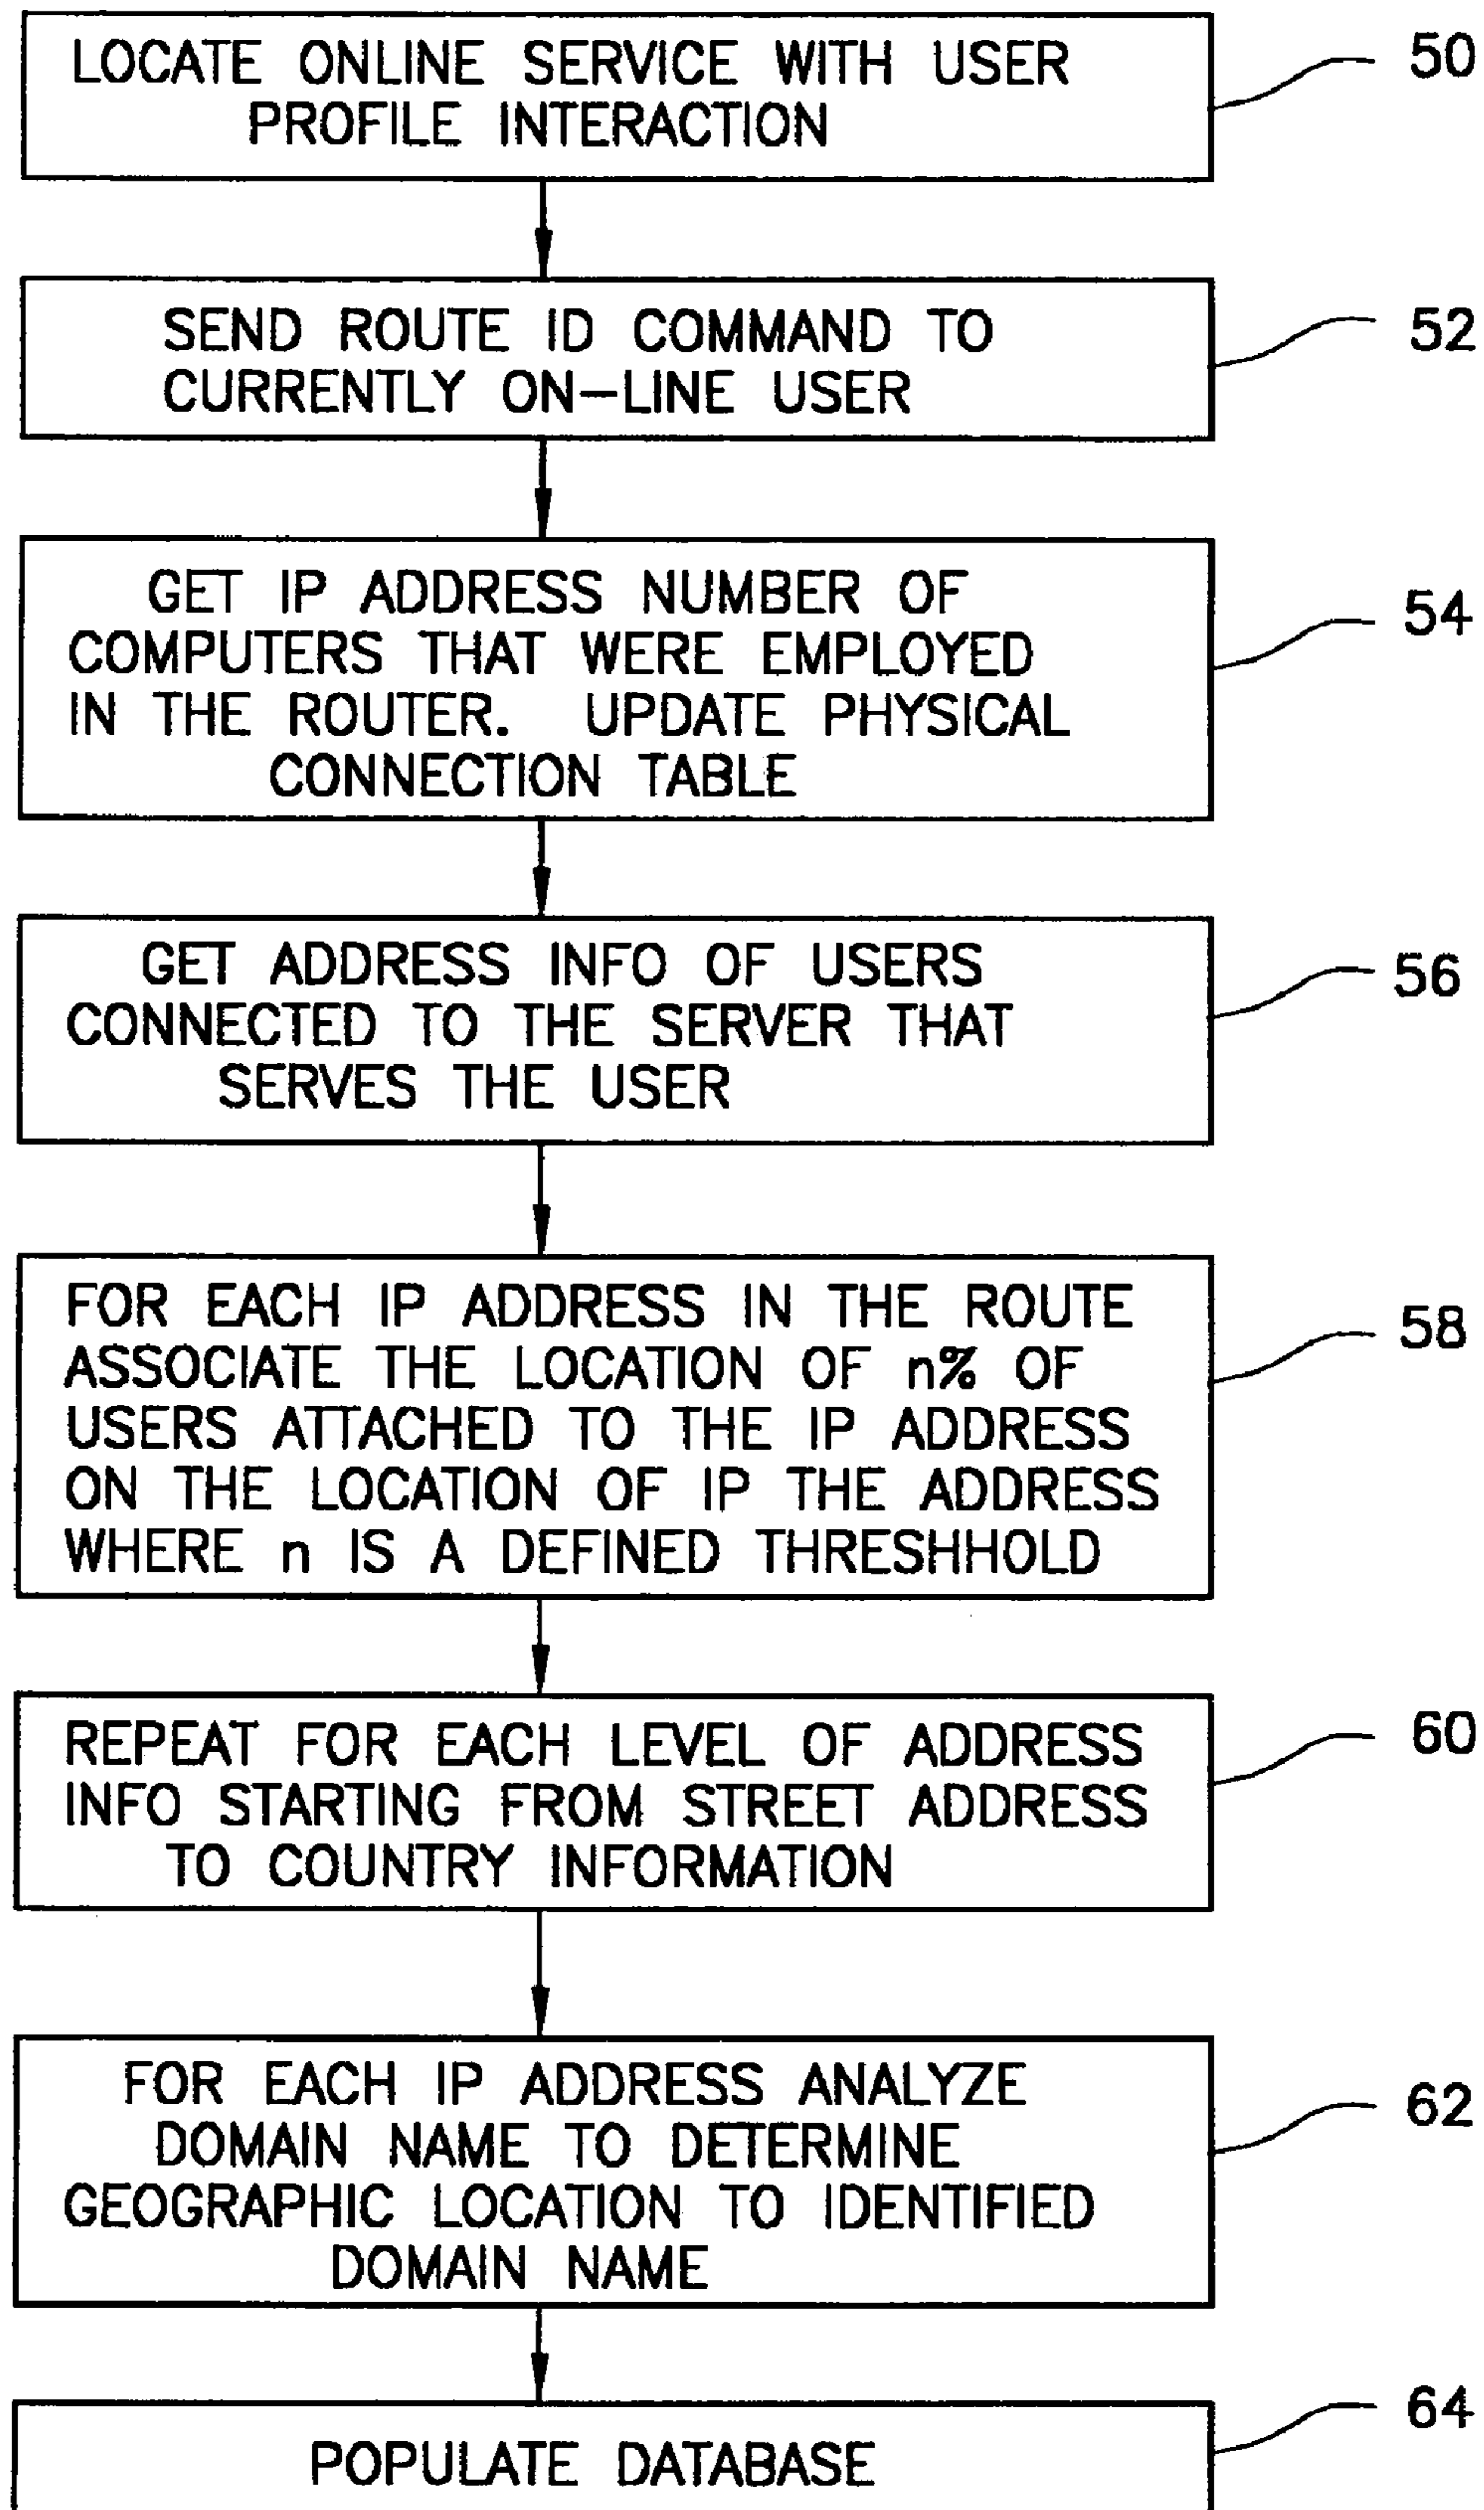 LOCATE ONLINE SERVICE WITH USER
PROFILE INTERACTION
50
SEND ROUTE ID COMMAND TO
CURRENTLY ON-LINE USER
52
GET IP ADDRESS NUMBER OF
COMPUTERS THAT WERE EMPLOYED
IN THE ROUTER. UPDATE PHYSICAL
CONNECTION TABLE
54
GET ADDRESS INFO OF USERS
CONNECTED TO THE SERVER THAT
SERVES THE USER
56
FOR EACH IP ADDRESS IN THE ROUTE
ASSOCIATE THE LOCATION OF n% OF
USERS ATTACHED TO THE IP ADDRESS
ON THE LOCATION OF IP THE ADDRESS
WHERE n IS A DEFINED THRESHHOLD
58
REPEAT FOR EACH LEVEL OF ADDRESS
INFO STARTING FROM STREET ADDRESS
TO COUNTRY INFORMATION
60
FOR EACH IP ADDRESS ANALYZE
DOMAIN NAME TO DETERMINE
GEOGRAPHIC LOCATION TO IDENTIFIED
DOMAIN NAME
62
POPULATE DATABASE
64